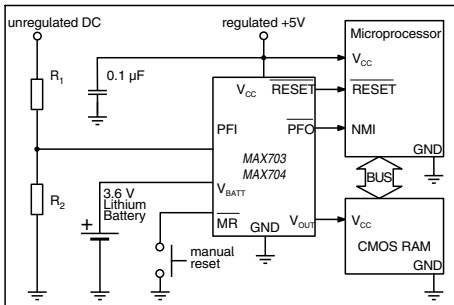 unregulated DC
regulated +5V
Microprocessor
R1
0.1 µF
VCC
VCC
RESET
RESET
PFI
PFO
NMI
MAX703
MAX704
GND
R2
3.6 V
Lithium
Battery
VBATT
BUS
+
MR
VOUT
VCC
GND
manual
reset
CMOS RAM
GND